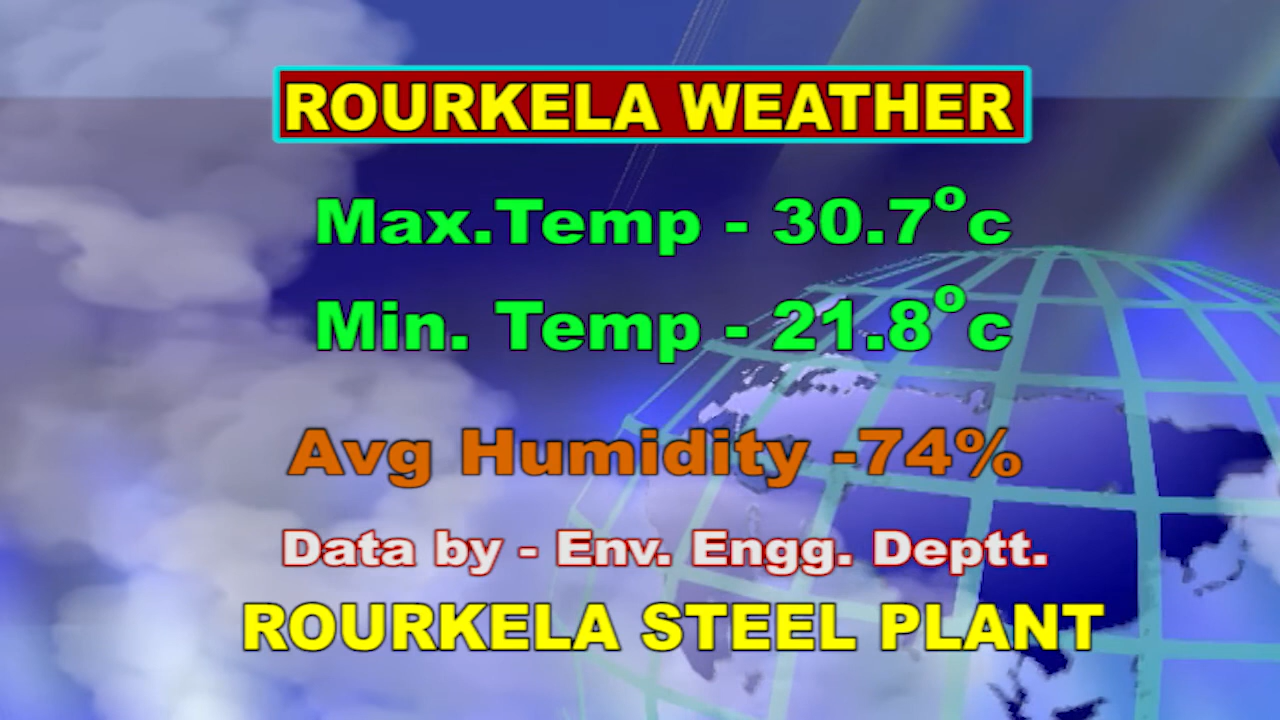 ROURKELA WEATHER
Max.Temp - 30.7°c
Min. Temp - 21.8°c
Avg Humidity -74%
Data by - Env. Engg. Deptt.
ROURKELA STEEL PLANT